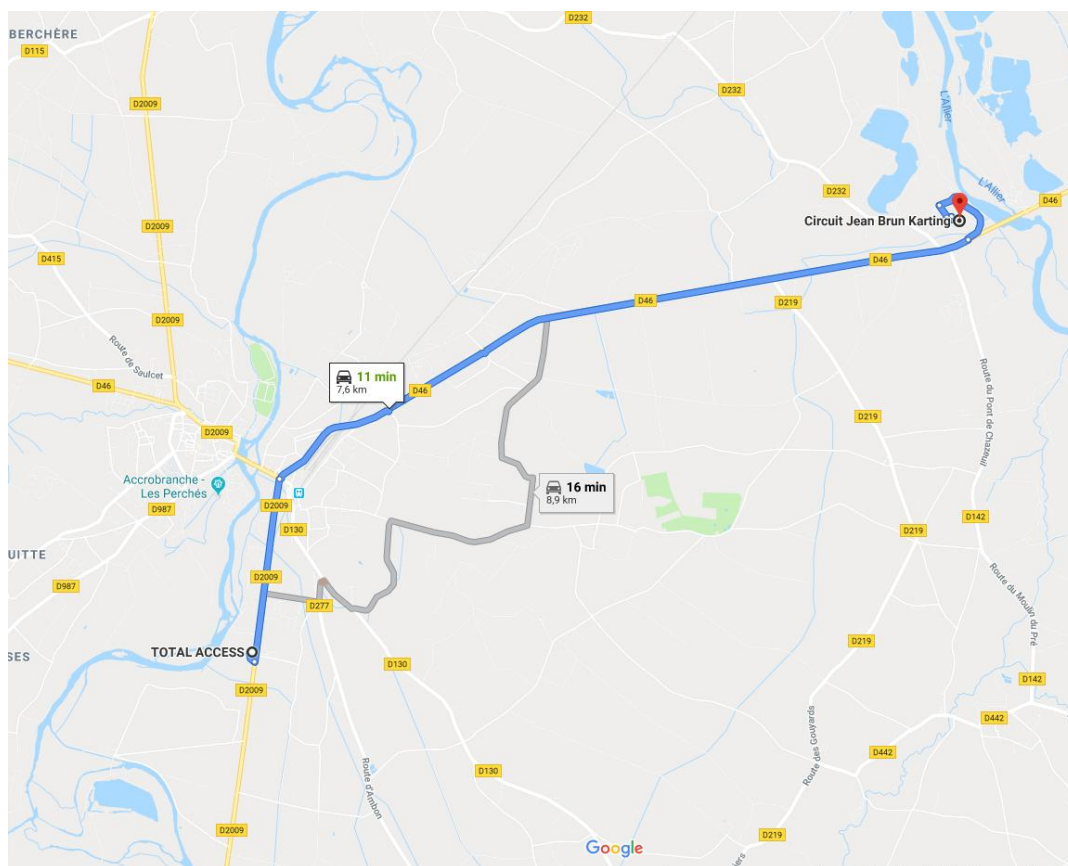 BERCHÈRE
D115
D2009
D232
D232
L'Allier
D232
L'Allier
D46
D2009
Circuit Jean Brun Karting
D415
D46
D46
D219
D2009
Route de Saulcet
11 min
7,6 km
D46
D46
D219
Route du Pont de Chazeuil
D2009
Accrobranche -
Les Perchés
16 min
8,9 km
D2009
D987
D130
D219
D142
UITTE
D2009
D987
D277
Route du Moulin du Pré
D219
TOTAL ACCESS
SES
D130
D142
D2009
D442
Route des Gouyards
D442
D130
Route d'Ambon
D2009
D219
Google
iers